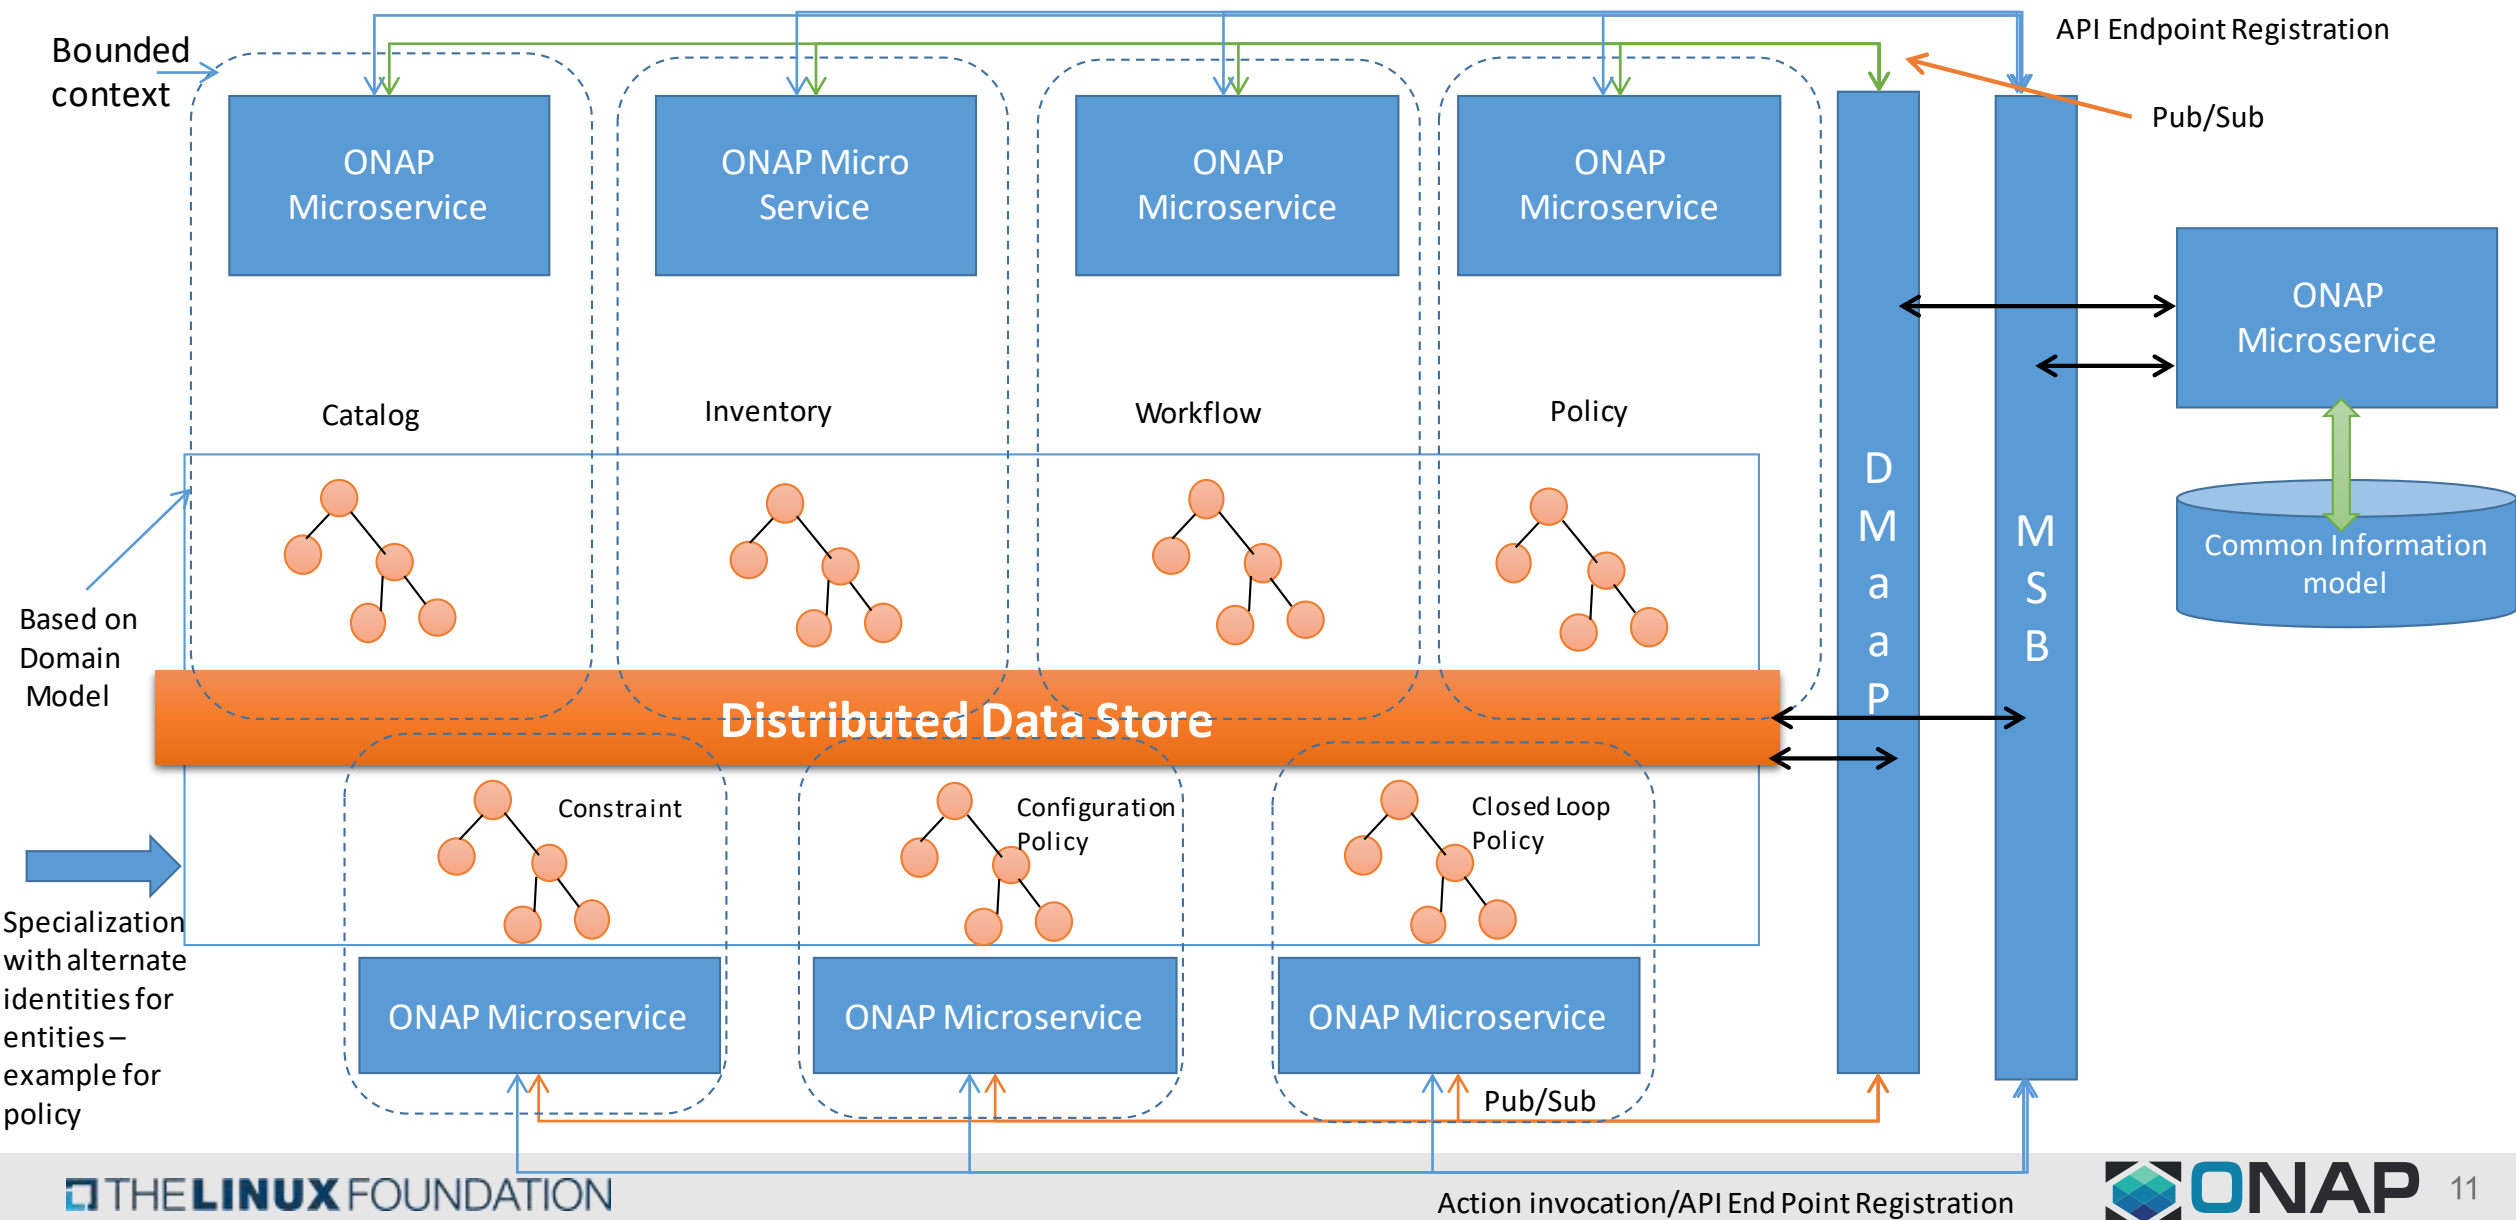 Bounded
context
API Endpoint Registration
Pub/Sub
ONAP
Microservice
ONAP Micro
Service
ONAP
Microservice
ONAP
Microservice
ONAP
Microservice
Catalog
Inventory
Workflow
Policy
D
M
a
a
P
M
S
B
Common Information
model
Based on
Domain
Model
Distributed Data Store
Constraint
Configuration
Policy
Closed Loop
Policy
Specialization
with alternate
identities for
entities –
example for
policy
ONAP Microservice
ONAP Microservice
ONAP Microservice
Pub/Sub
THE LINUX FOUNDATION
Action invocation/API End Point Registration
ONAP
11